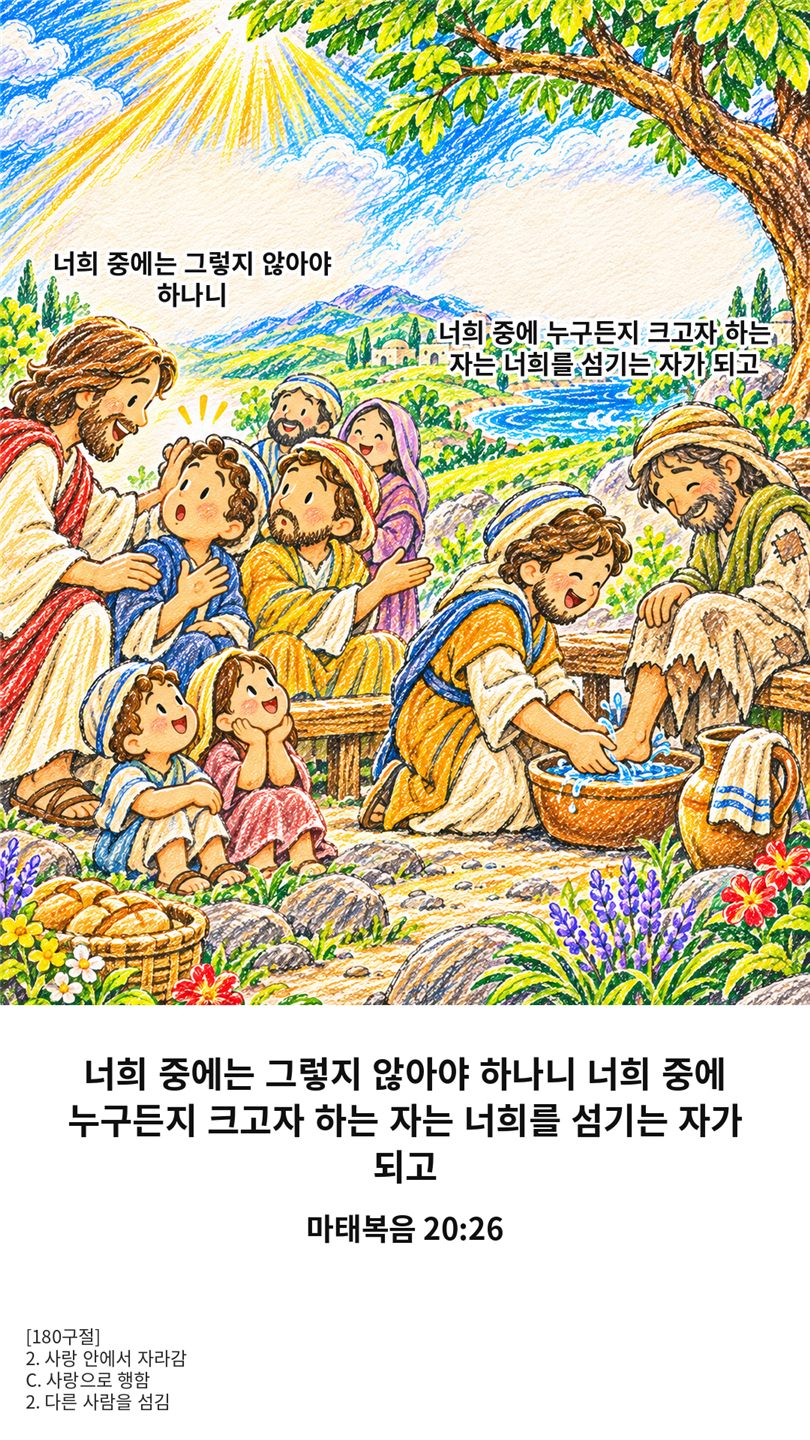 너희 중에는 그렇지 않아야
하나니
너희 중에 누구든지 크고자 하는
자는 너희를 섬기는 자가 되고
너희 중에는 그렇지 않아야 하나니 너희 중에
누구든지 크고자 하는 자는 너희를 섬기는 자가
되고
마태복음 20:26
[180구절]
2. 사랑 안에서 자라감
C. 사랑으로 행함
2. 다른 사람을 섬김